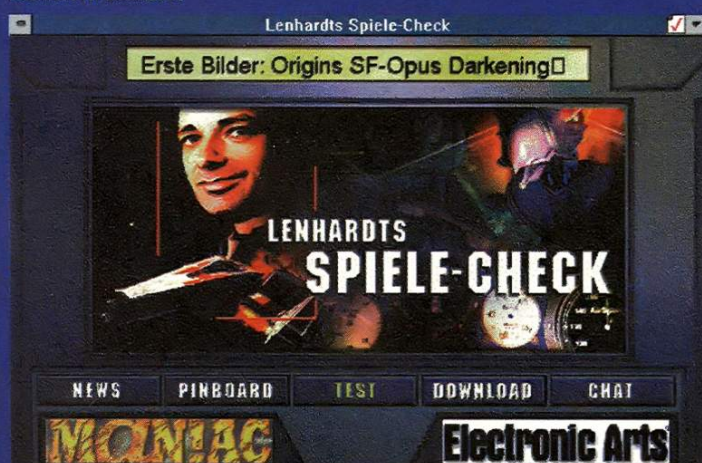 Lenhardts Spiele-Check
Erste Bilder: Origins SF-Opus Darkening
LENHARDTS
SPIELE-CHECK
NEWS
PINBOARD
TEST
DOWNLOAD
CHAT
MANIAC
Electronic Arts